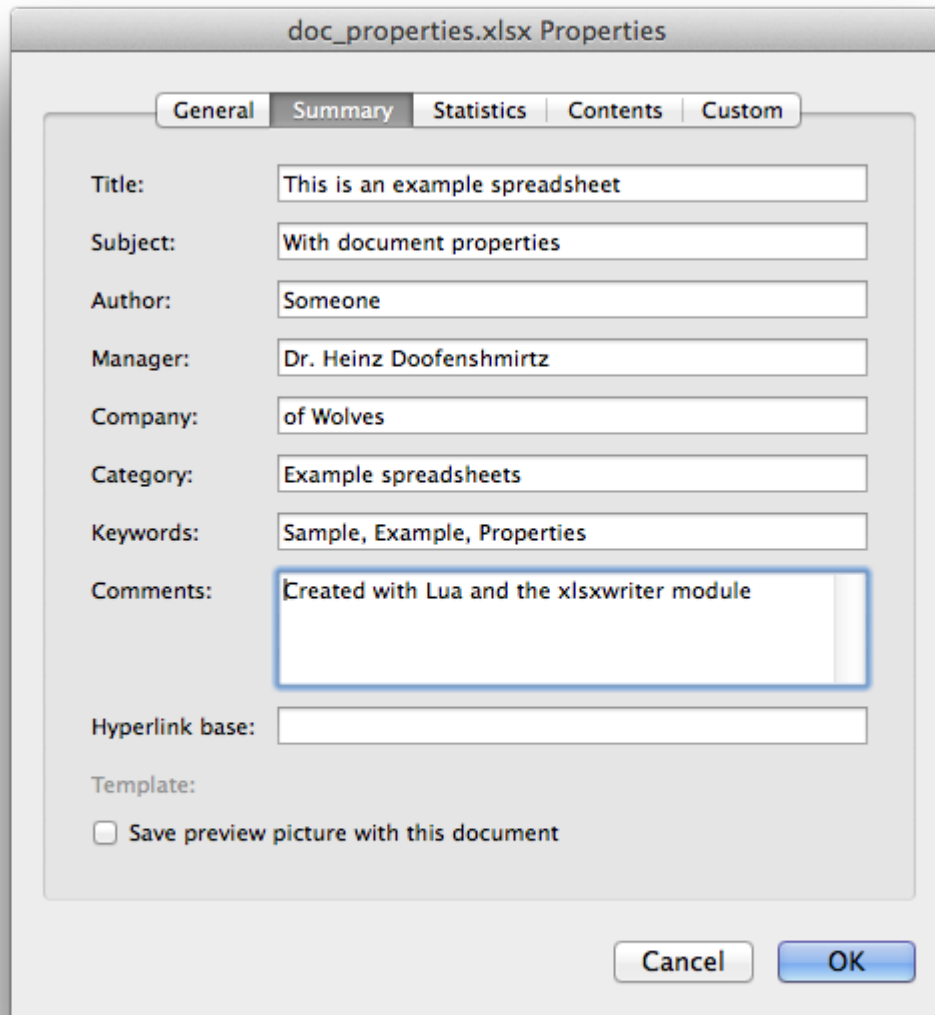 doc_properties.xlsx Properties
General Summary Statistics Contents Custom
Title: This is an example spreadsheet
Subject: With document properties
Author: Someone
Manager: Dr. Heinz Doofenshmirtz
Company: of Wolves
Category: Example spreadsheets
Keywords: Sample, Example, Properties
Comments: Created with Lua and the xlsxwriter module
Hyperlink base:
Template:
Save preview picture with this document
Cancel OK